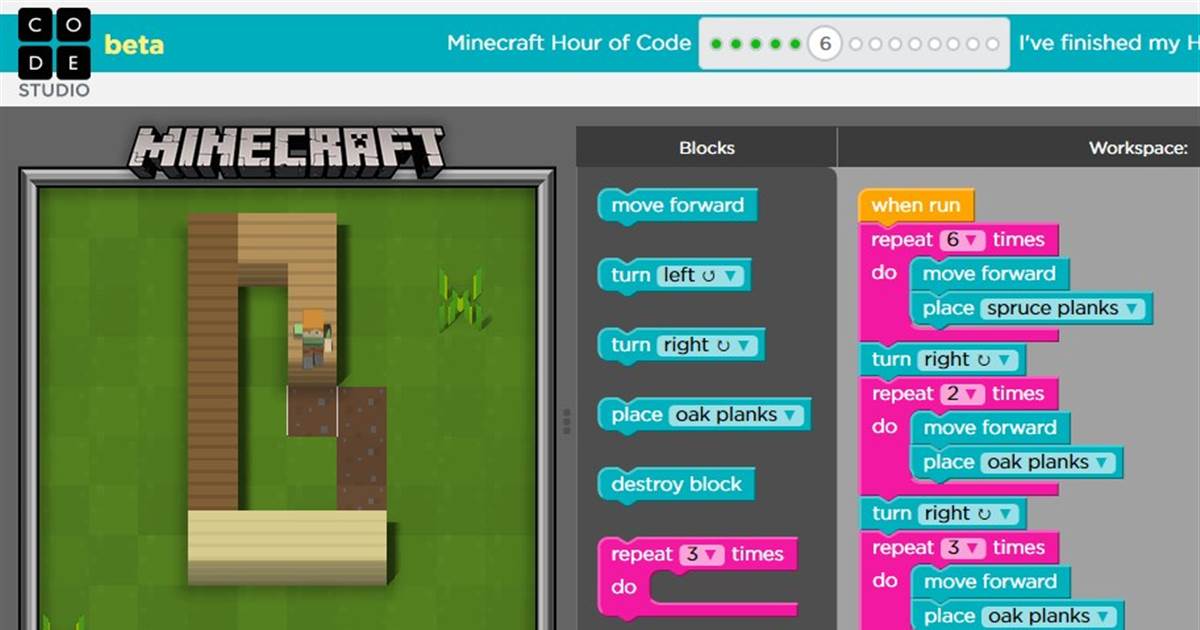 CO
DE
STUDIO
beta
Minecraft Hour of Code
6
I've finished my H
MINECRAFT
Blocks
Workspace:
move forward
turn left ↺
turn right ↻
place oak planks
destroy block
repeat 3 times
do
when run
repeat 6 times
do
move forward
place spruce planks
turn right ↻
repeat 2 times
do
move forward
place oak planks
turn right ↻
repeat 3 times
do
move forward
place oak planks